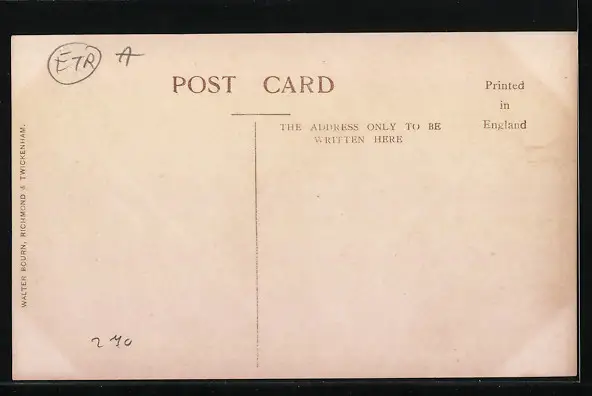 ETR A
POST CARD
Printed
in
England
THE ADDRESS ONLY TO BE
WRITTEN HERE
WALTER BOURN, RICHMOND & TWICKENHAM.
270